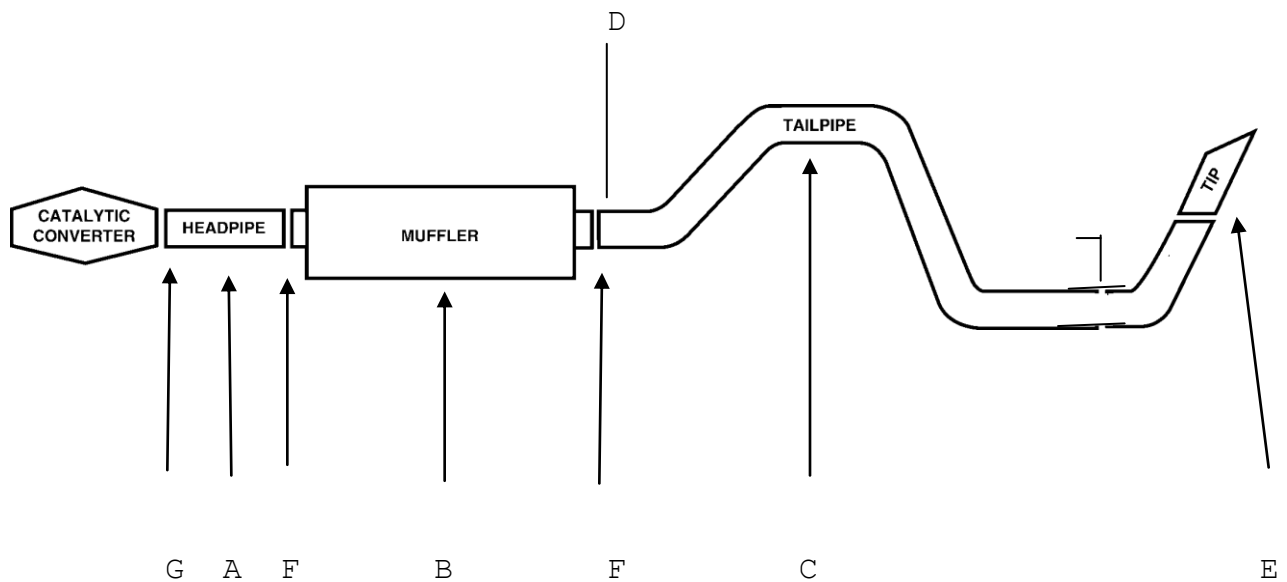 D
TAILPIPE
TIP
CATALYTIC
CONVERTER
HEADPIPE
MUFFLER
G A F B F C E